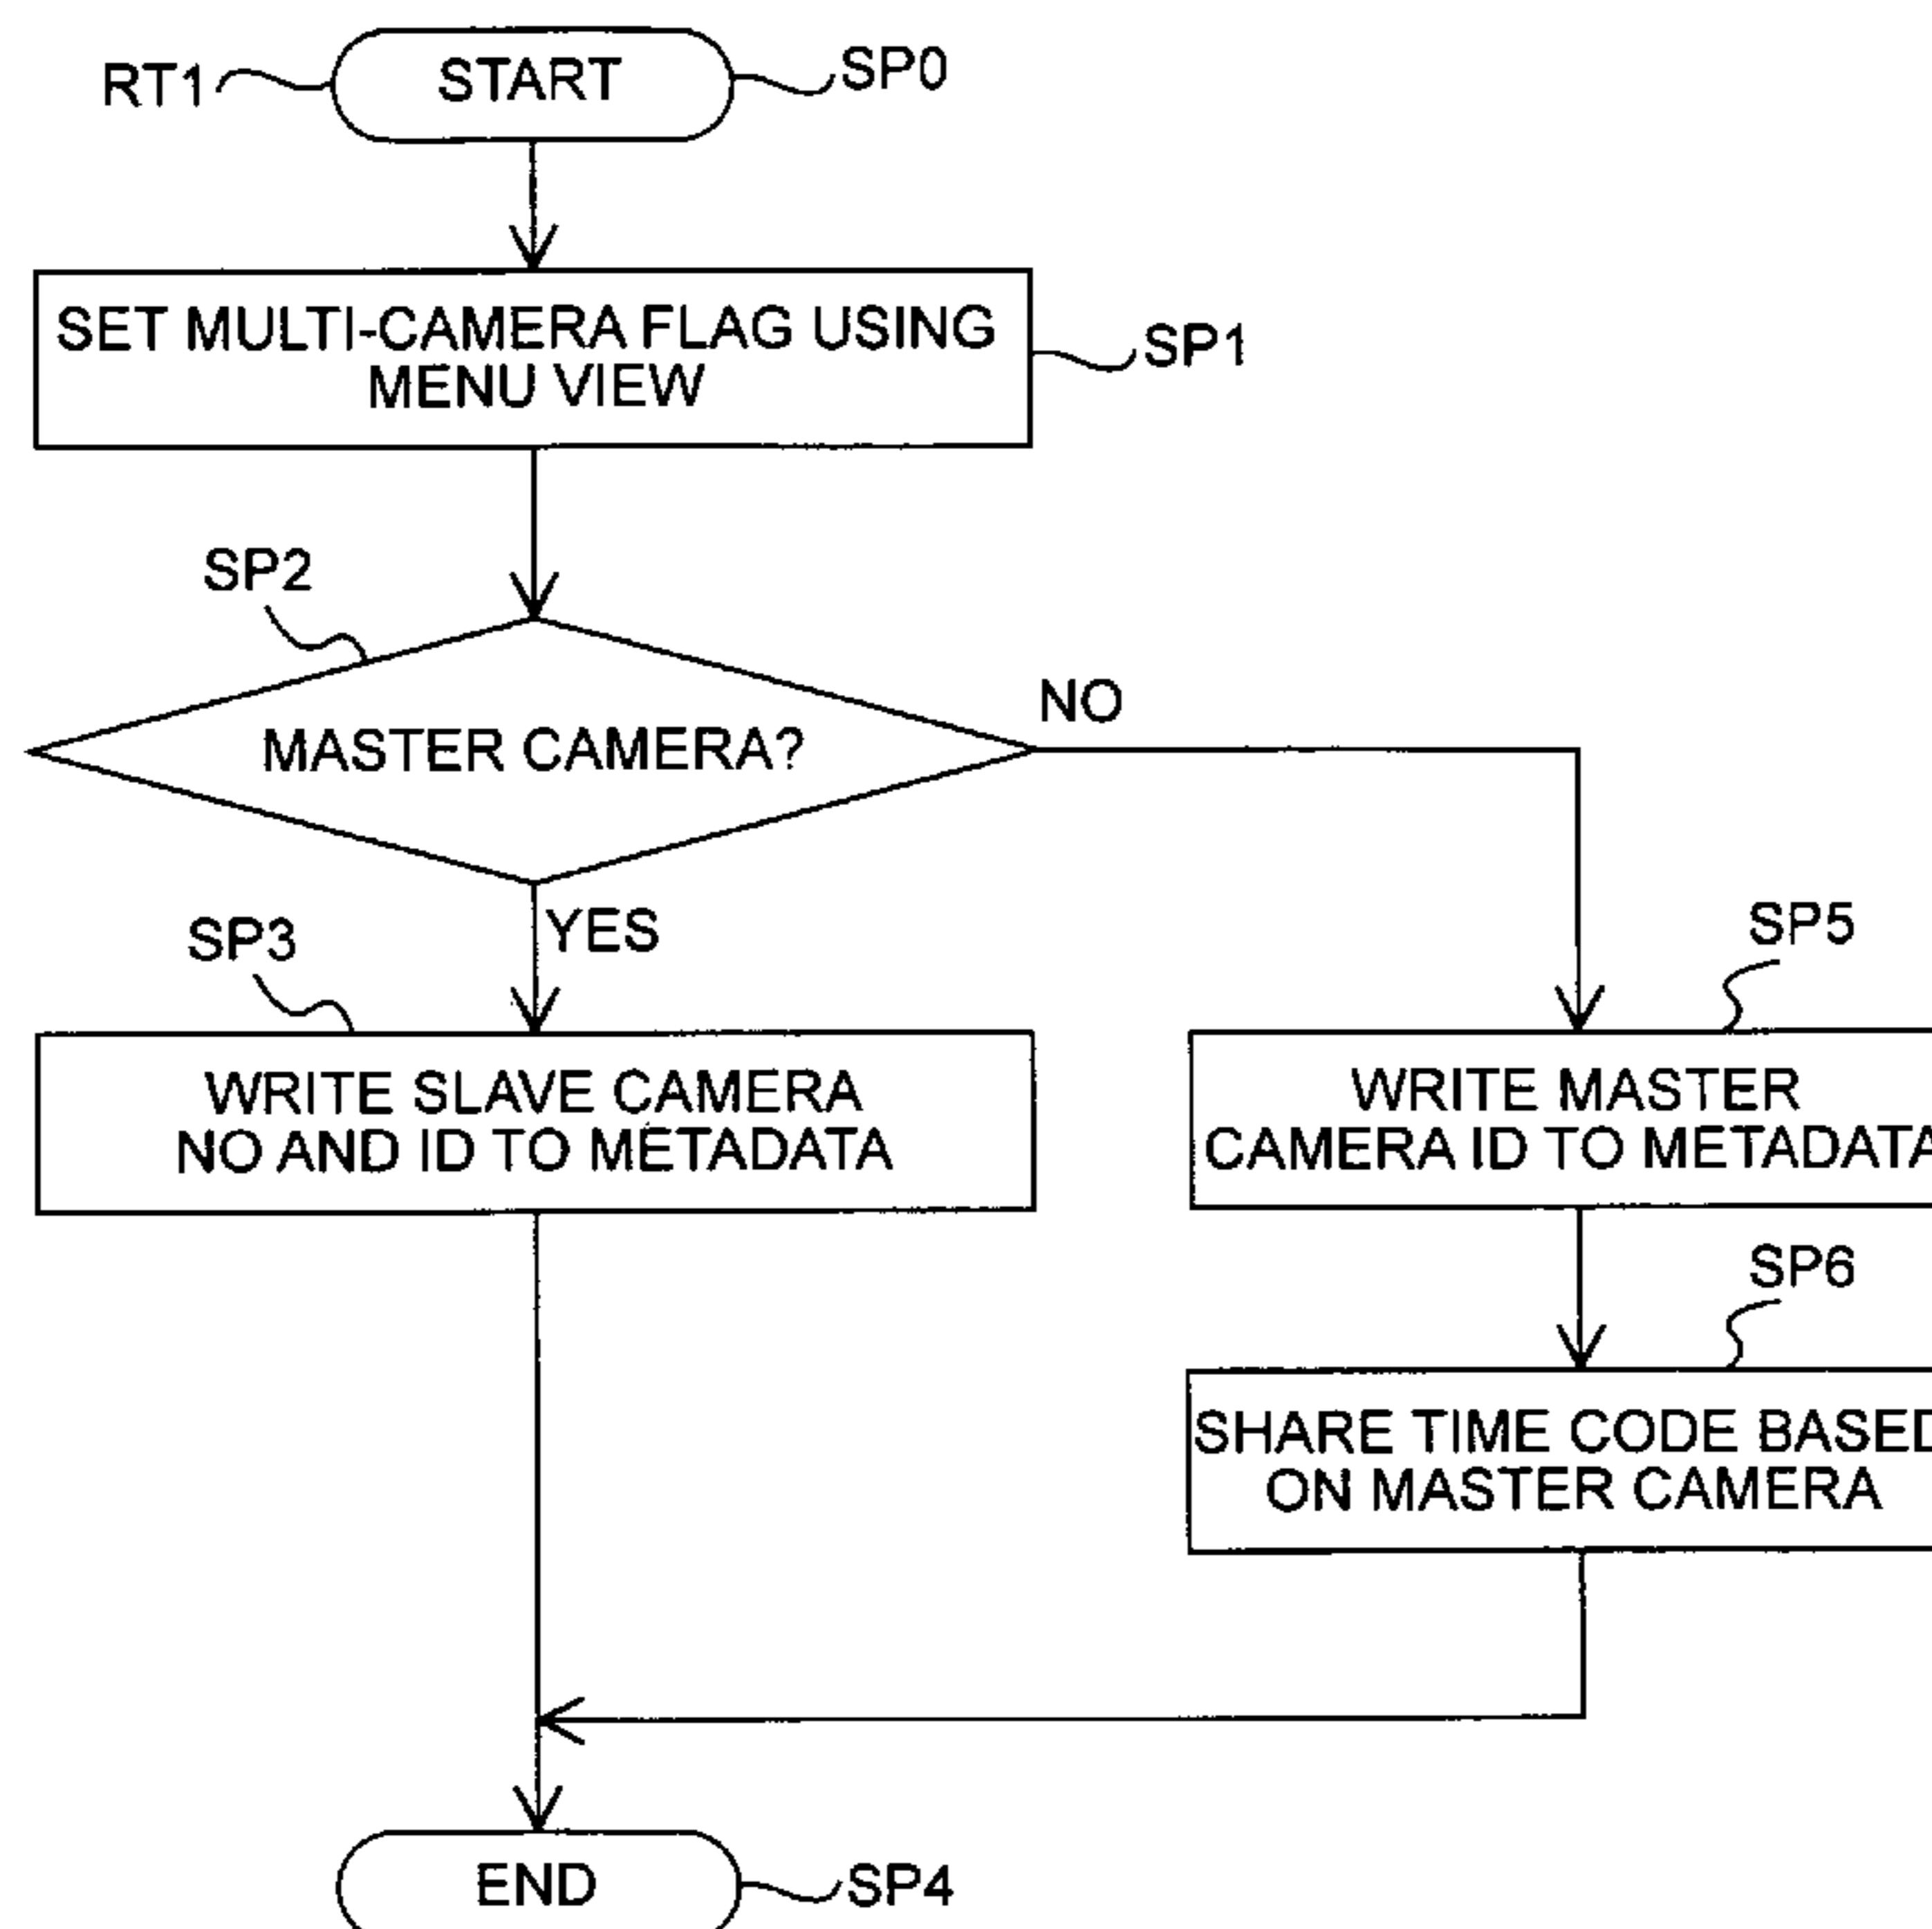 RT1
START
SP0
SET MULTI-CAMERA FLAG USING
MENU VIEW
SP1
SP2
MASTER CAMERA?
NO
YES
SP3
WRITE SLAVE CAMERA
NO AND ID TO METADATA
SP5
WRITE MASTER
CAMERA ID TO METADATA
SP6
SHARE TIME CODE BASED
ON MASTER CAMERA
END
SP4